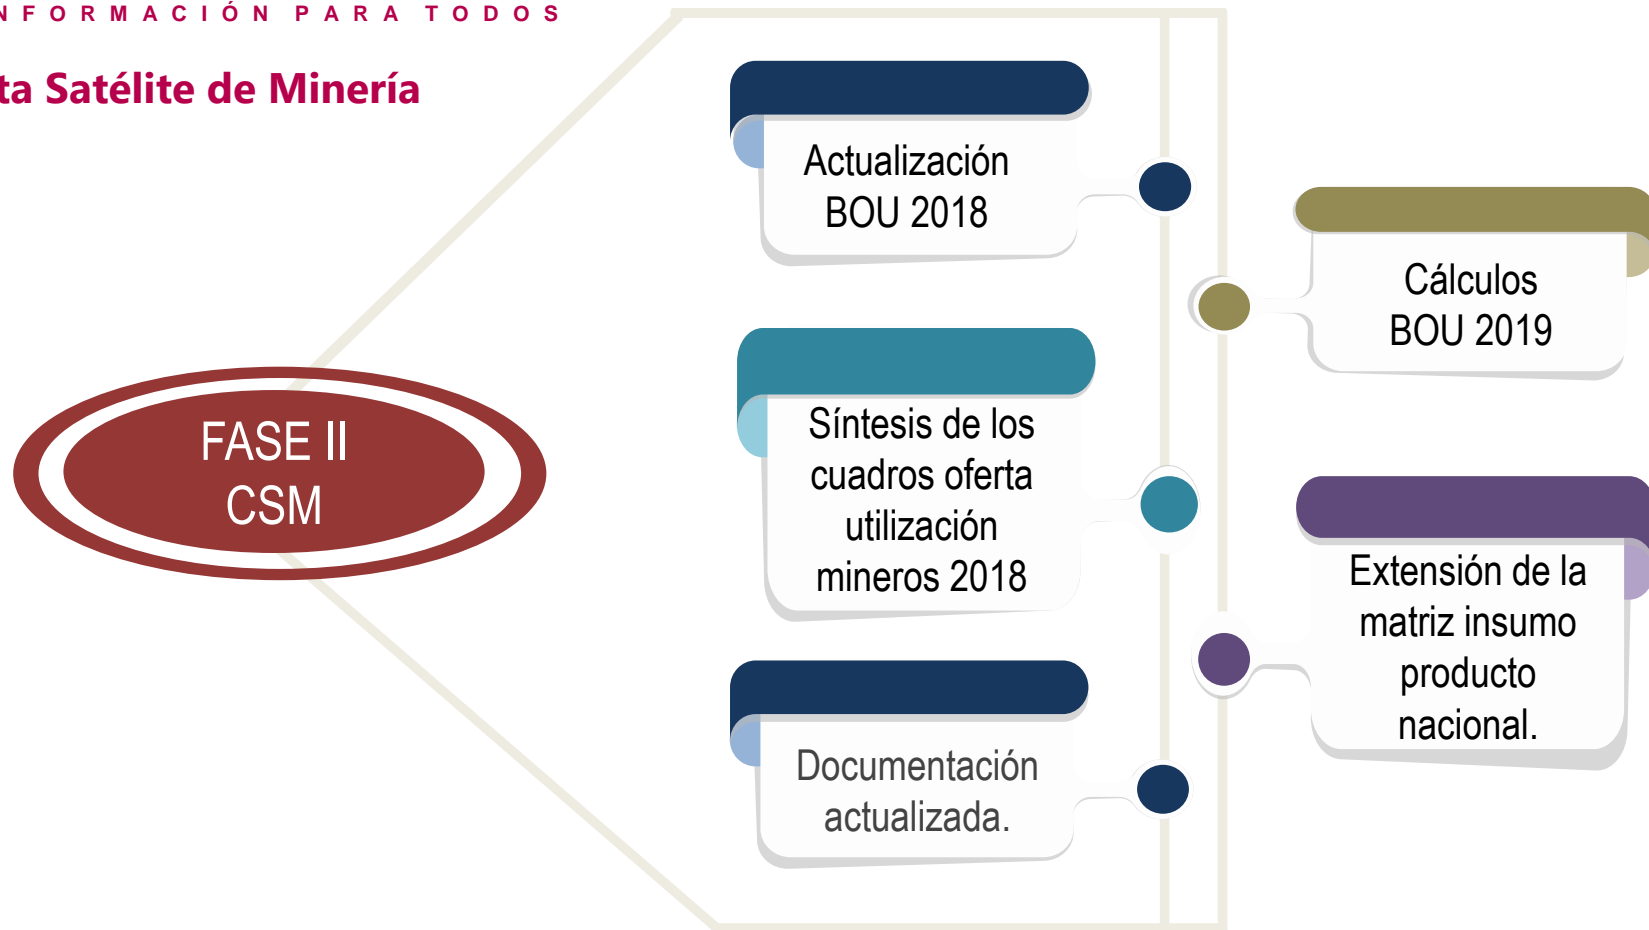 NFORMACIÓN PARA TODOS
ta Satélite de Minería
FASE II
CSM
Actualización
BOU 2018
Cálculos
BOU 2019
Síntesis de los
cuadros oferta
utilización
mineros 2018
Extensión de la
matriz insumo
producto
nacional.
Documentación
actualizada.